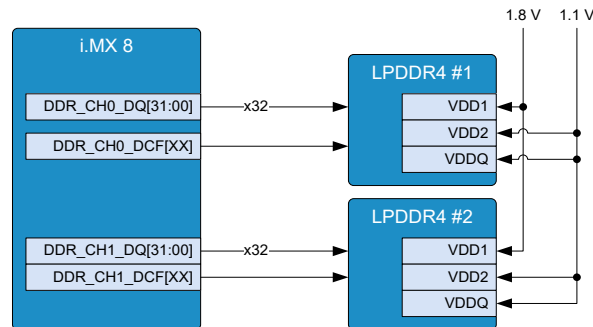 1.8 V 1.1 V
i.MX 8
LPDDR4 #1
DDR_CH0_DQ[31:00] x32 VDD1
VDD2
DDR_CH0_DCF[XX] VDDQ
LPDDR4 #2
DDR_CH1_DQ[31:00] x32 VDD1
DDR_CH1_DCF[XX] VDD2
VDDQ